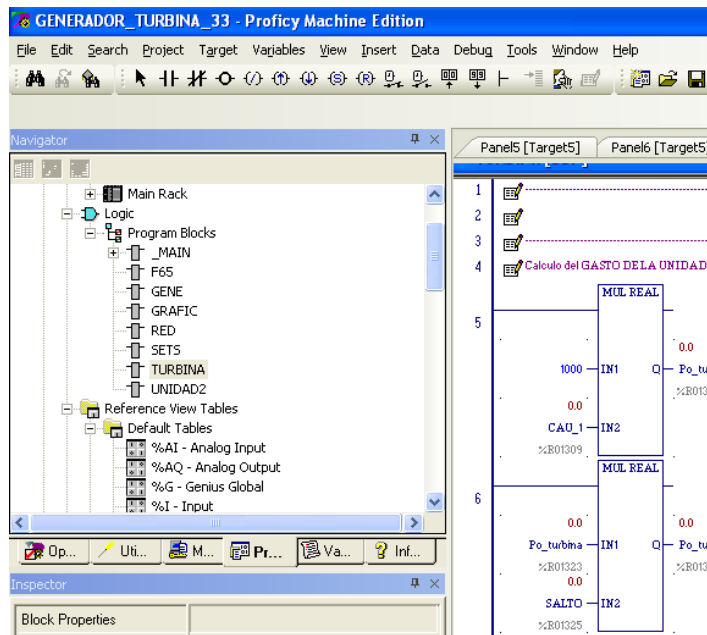 GENERADOR_TURBINA_33 - Proficy Machine Edition
File Edit Search Project Target Variables View Insert Data Debug Tools Window Help
Navigator
Main Rack
Logic
Program Blocks
_MAIN
F65
GENE
GRAFIC
RED
SETS
TURBINA
UNIDAD2
Reference View Tables
Default Tables
%AI - Analog Input
%AQ - Analog Output
%G - Genius Global
%I - Input
Op... Uti... M... Pr... Va... Inf...
Inspector
Block Properties
Panel5 [Target5] Panel6 [Target5]
1
2
3
4 Calculo del GASTO DE LA UNIDAD
MUL REAL
5
0.0
1000 IN1 Q Po_tu
%R013
0.0
CAU_1 IN2
%R01309
MUL REAL
6
0.0 0.0
Po_turbina IN1 Q Po_tu
%R01323 %R013
0.0
SALTO IN2
%R01325